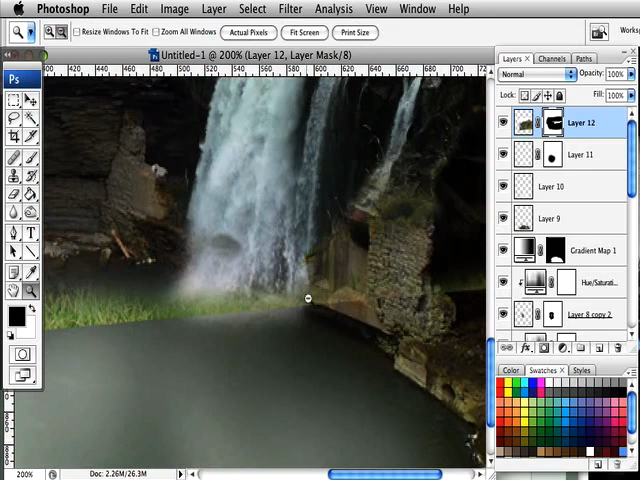 Photoshop File Edit Image Layer Select Filter View Window Help
Resize Windows To Fit Zoom All Windows Actual Pixels Fit Screen Print Size
Untitled-1 @ 200% (Layer 12, Layer Mask/8)
Ps
Layers × Channels Paths
Normal Opacity: 100%
Lock: Fill: 100%
Layer 12
Layer 11
Layer 10
Layer 9
Gradient Map 1
Hue/Saturati...
Layer 8 copy 2
Color Swatches × Styles
200% Doc: 2.26M/26.3M